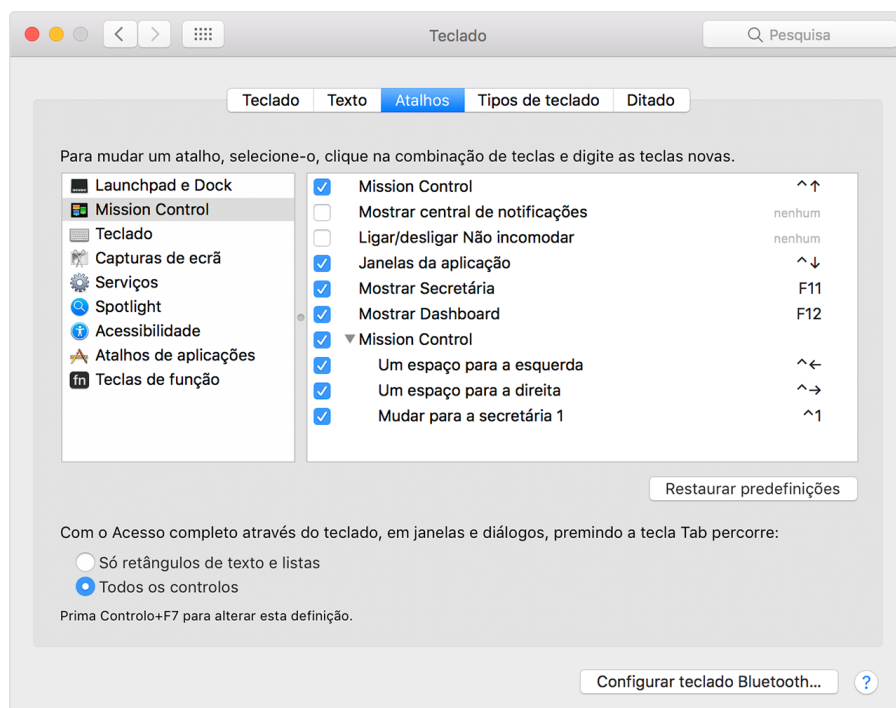 Teclado
Pesquisa
Teclado Texto Atalhos Tipos de teclado Ditado
Para mudar um atalho, selecione-o, clique na combinação de teclas e digite as teclas novas.
Launchpad e Dock
Mission Control
Teclado
Capturas de ecrã
Serviços
Spotlight
Acessibilidade
Atalhos de aplicações
fn Teclas de função
Mission Control ^↑
Mostrar central de notificações nenhum
Ligar/desligar Não incomodar nenhum
Janelas da aplicação ^↓
Mostrar Secretária F11
Mostrar Dashboard F12
Mission Control
Um espaço para a esquerda ^←
Um espaço para a direita ^→
Mudar para a secretária 1 ^1
Restaurar predefinições
Com o Acesso completo através do teclado, em janelas e diálogos, premindo a tecla Tab percorre:
Só retângulos de texto e listas
Todos os controlos
Prima Controlo+F7 para alterar esta definição.
Configurar teclado Bluetooth... ?